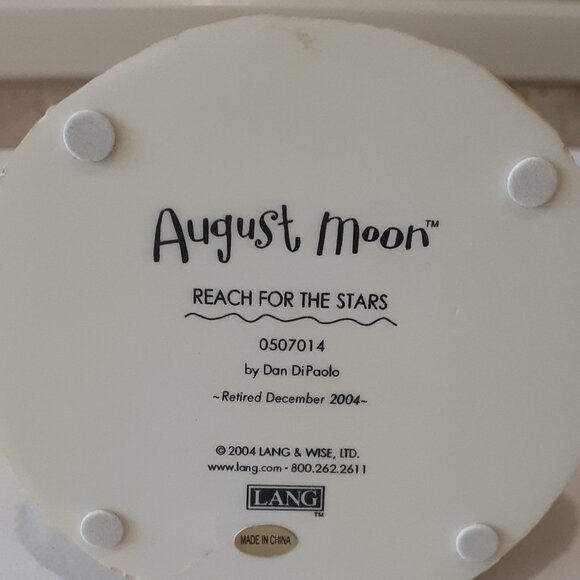 August Moon™
REACH FOR THE STARS
0507014
by Dan DiPaolo
~Retired December 2004~
© 2004 LANG & WISE, LTD.
www.lang.com • 800.262.2611
LANG™
MADE IN CHINA